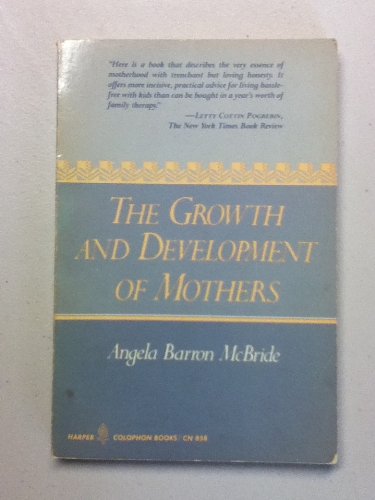 "Here is a book that describes the very essence of
motherhood with trenchant but loving honesty. It
offers more incisive, practical advice for living hassle-
free with kids than can be bought in a year's worth of
family therapy."
—LETTY COTTIN POGREBIN,
The New York Times Book Review
THE GROWTH
AND DEVELOPMENT
OF MOTHERS
Angela Barron McBride
HARPER COLOPHON BOOKS/CN 858